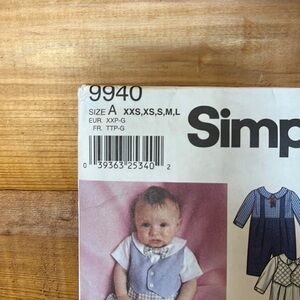 9940
SIZE A XXS,XS,S,M,L
EUR. XXP-G
FR. TTP-G
Simp
0 39363 25340 2